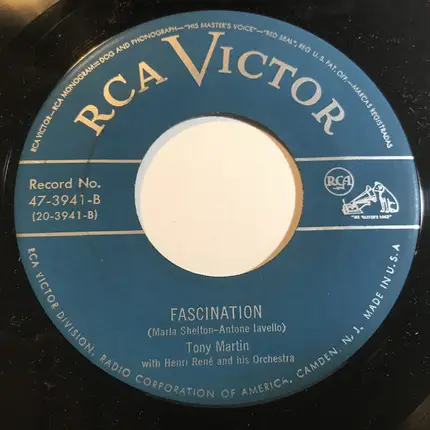 RCA VICTOR—RCA MONOGRAM—DOG AND PHONOGRAPH—"HIS MASTER'S VOICE"—"RED SEAL," REG. U.S. PAT. OFF.—MARCAS REGISTRADAS
RCA VICTOR
Record No.
47-3941-B
(20-3941-B)
RCA
"HIS MASTER'S VOICE"
FASCINATION
(Marla Shelton-Antone Iavello)
Tony Martin
with Henri René and his Orchestra
RCA VICTOR DIVISION, RADIO CORPORATION OF AMERICA, CAMDEN, N. J. MADE IN U.S.A